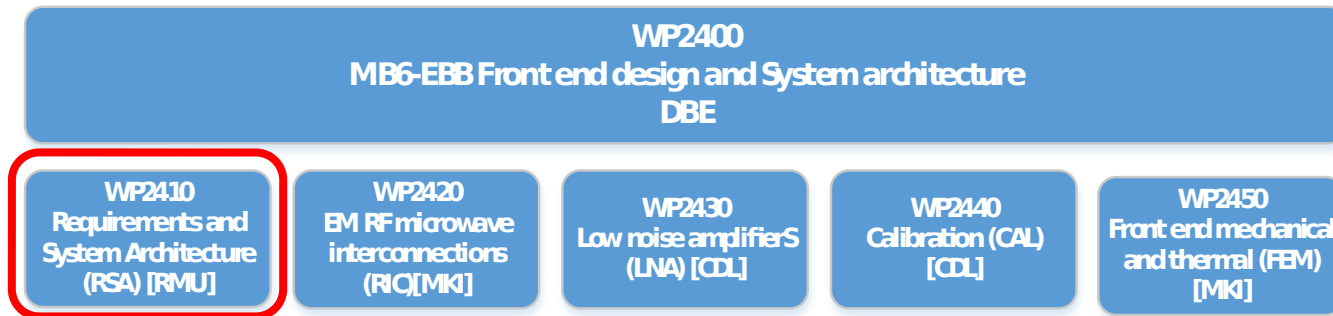 WP2400
MB6-EBB Front end design and System architecture
DBE
WP2410
Requirements and
System Architecture
(RSA) [RMU]
WP2420
EM RF microwave
interconnections
(RIC)[MKI]
WP2430
Low noise amplifierS
(LNA) [CDL]
WP2440
Calibration (CAL)
[CDL]
WP2450
Front end mechanical
and thermal (FEM)
[MKI]